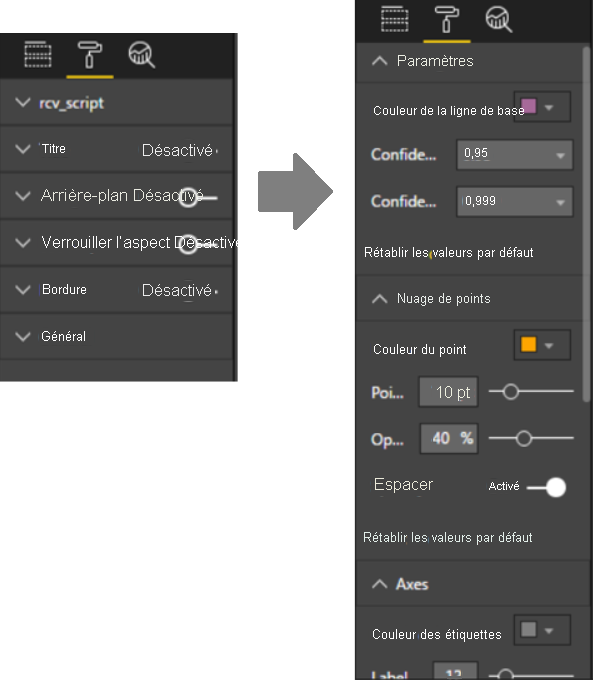 rcv_script
Titre Désactivé
Arrière-plan Désactivé
Verrouiller l'aspect Désactivé
Bordure Désactivé
Général
Paramètres
Couleur de la ligne de base
Confide... 0,95
Confide... 0,999
Rétablir les valeurs par défaut
Nuage de points
Couleur du point
Poi... 10 pt
Op... 40 %
Espacer Activé
Rétablir les valeurs par défaut
Axes
Couleur des étiquettes
Label 12